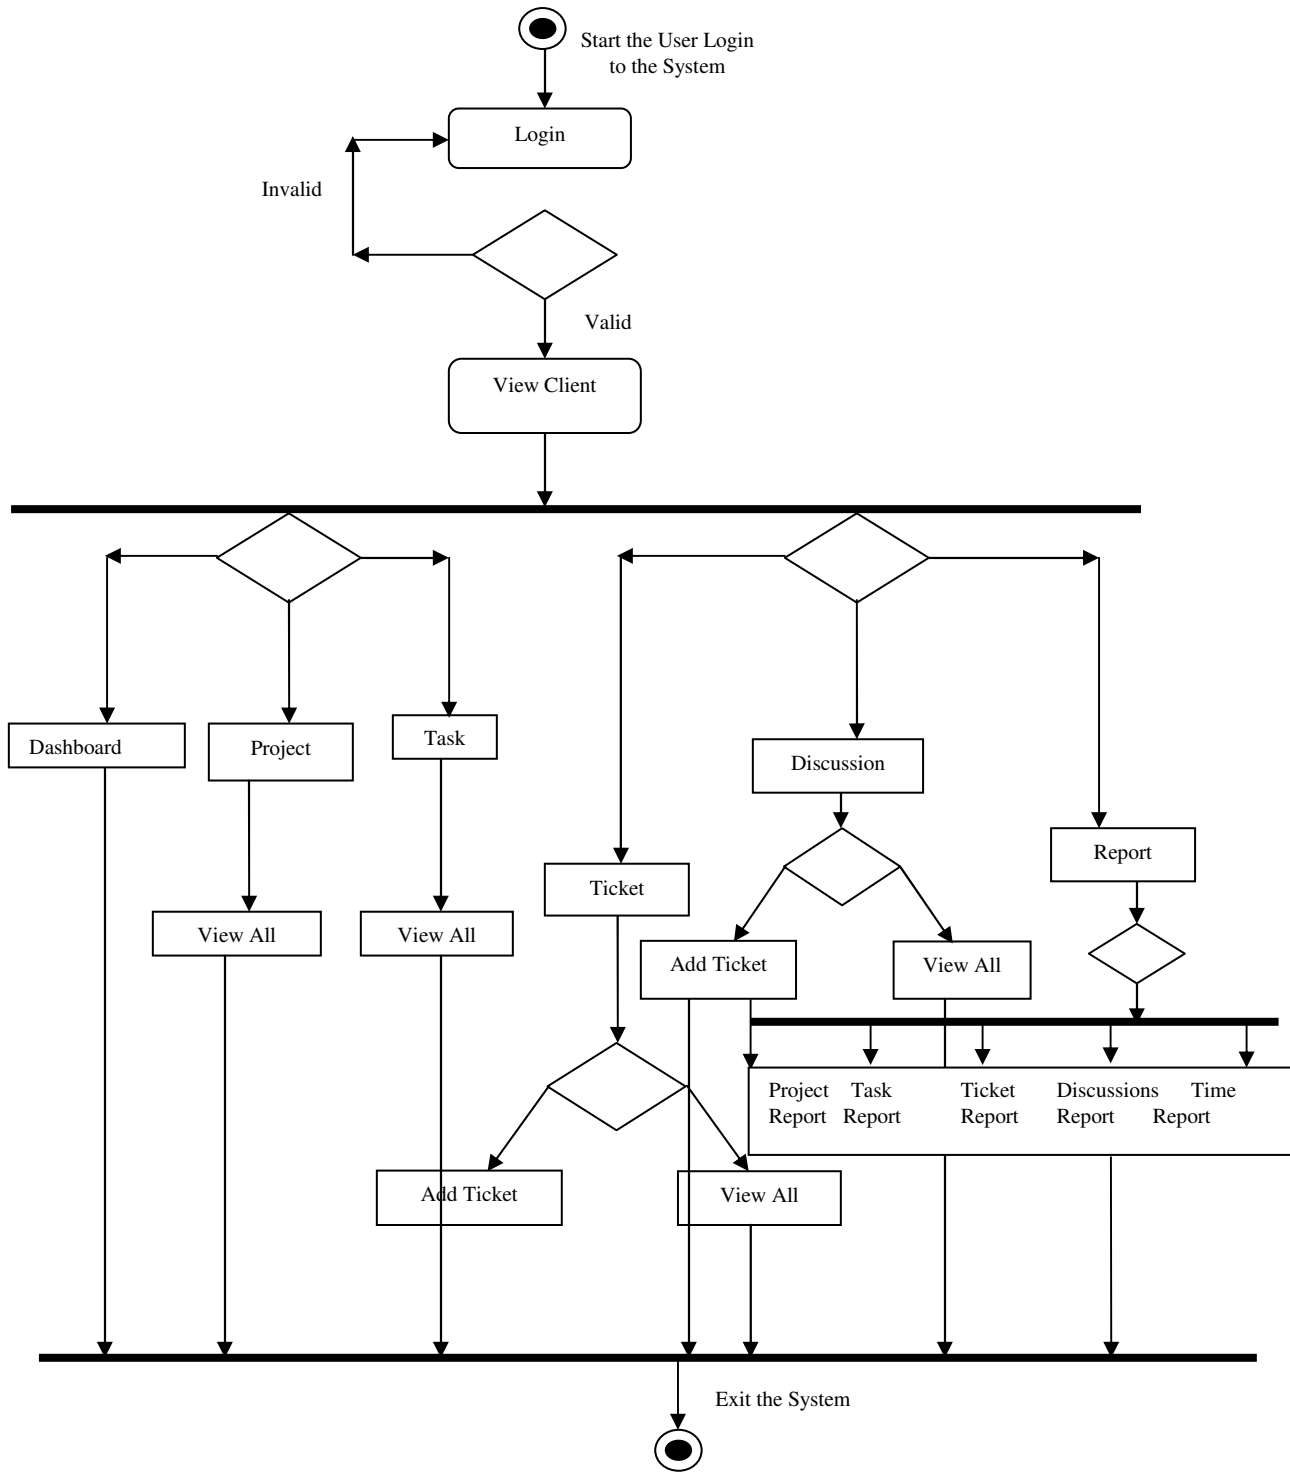 Start the User Login
to the System
Login
Invalid
Valid
View Client
Dashboard
Project
Task
Discussion
Report
Ticket
View All
View All
Add Ticket
View All
Project Task Ticket Discussions Time
Report Report Report Report Report
Add Ticket
View All
Exit the System